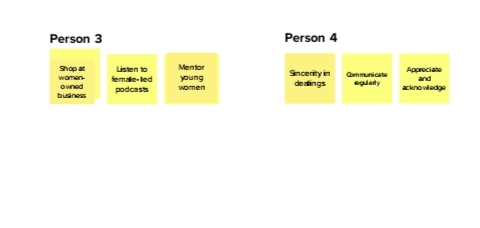 Person 3
Shop at
women-
owned
business
Listen to
female-led
podcasts
Mentor
young
women
Person 4
Sincerity in
dealings
Communicate
regularly
Appreciate
and
acknowledge